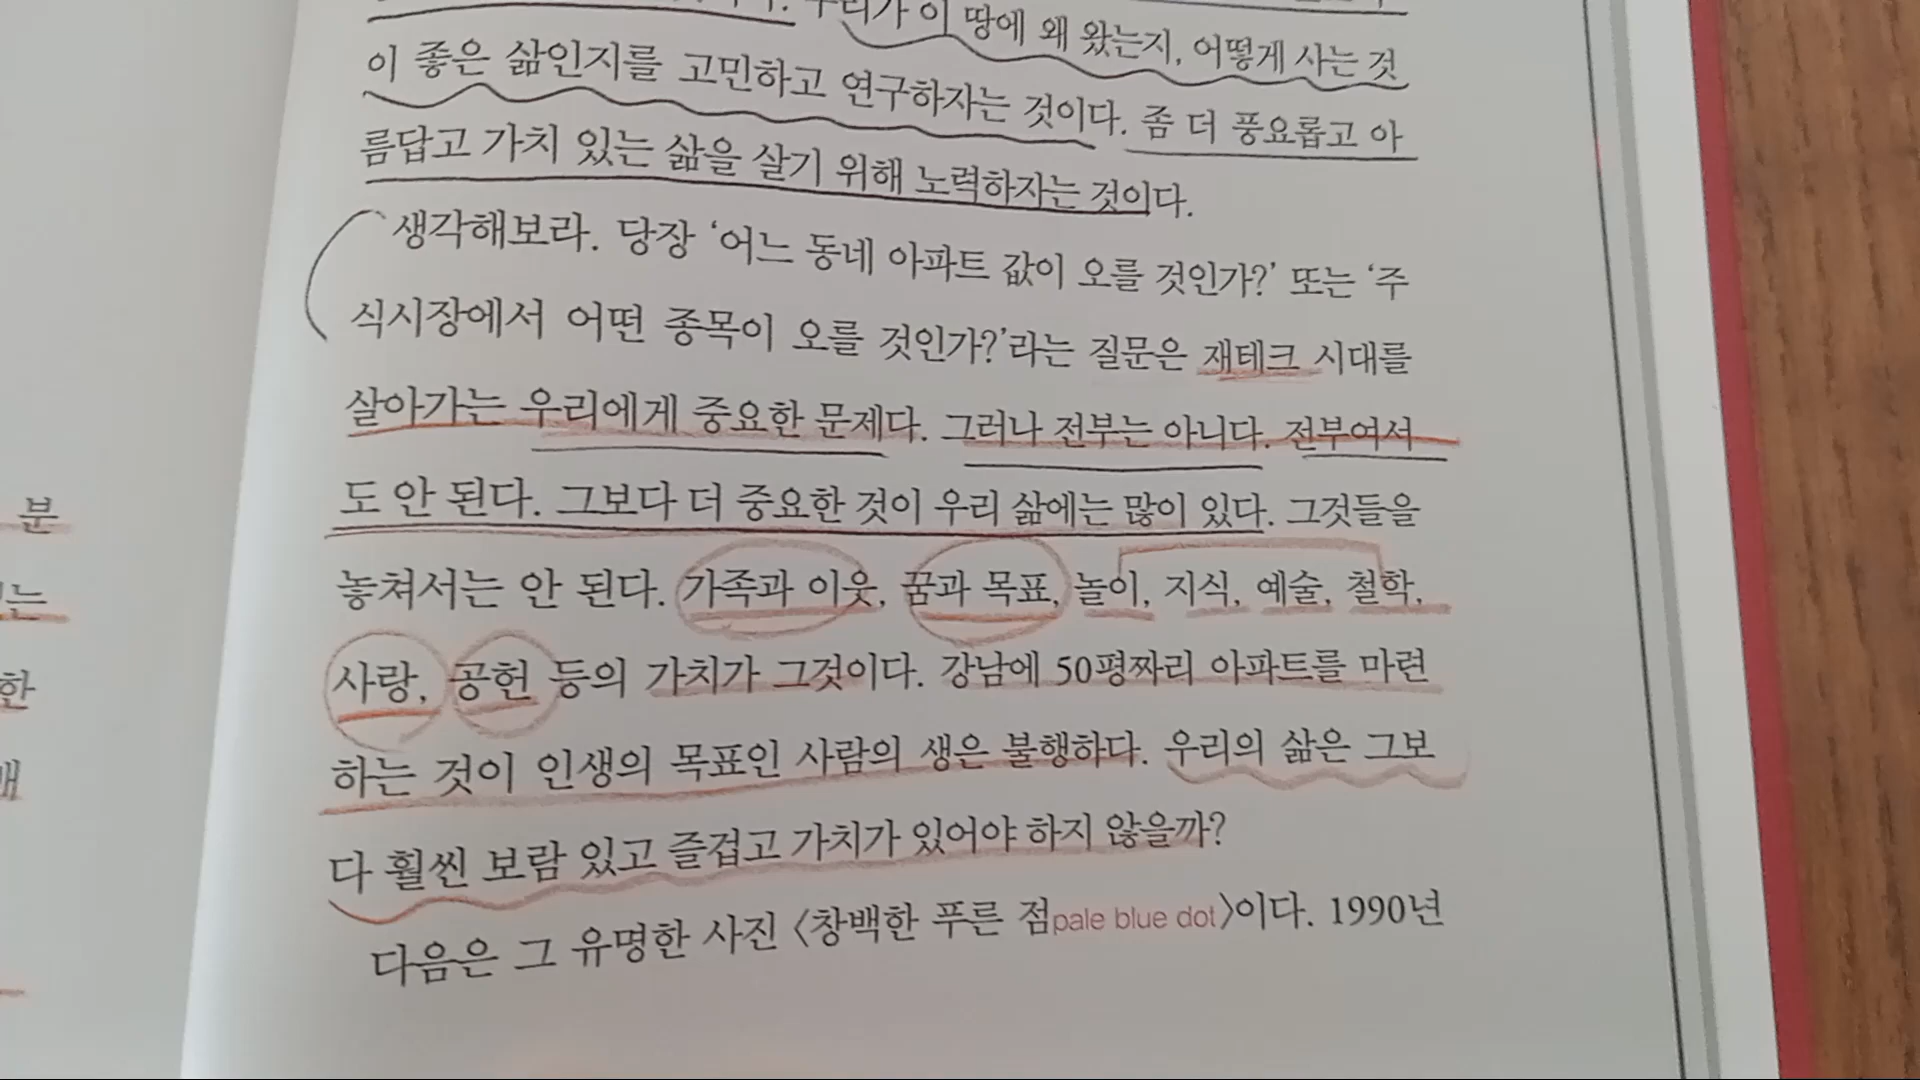 우리가 이 땅에 왜 왔는지, 어떻게 사는 것
이 좋은 삶인지를 고민하고 연구하자는 것이다. 좀 더 풍요롭고 아
름답고 가치 있는 삶을 살기 위해 노력하자는 것이다.
생각해보라. 당장 ‘어느 동네 아파트 값이 오를 것인가?’ 또는 ‘주
식시장에서 어떤 종목이 오를 것인가?’라는 질문은 재테크 시대를
살아가는 우리에게 중요한 문제다. 그러나 전부는 아니다. 전부여서
도 안 된다. 그보다 더 중요한 것이 우리 삶에는 많이 있다. 그것들을
놓쳐서는 안 된다. 가족과 이웃, 꿈과 목표, 놀이, 지식, 예술, 철학,
사랑, 공헌 등의 가치가 그것이다. 강남에 50평짜리 아파트를 마련
하는 것이 인생의 목표인 사람의 생은 불행하다. 우리의 삶은 그보
다 훨씬 보람 있고 즐겁고 가치가 있어야 하지 않을까?
다음은 그 유명한 사진 〈창백한 푸른 점pale blue dot〉이다. 1990년
분
는
한